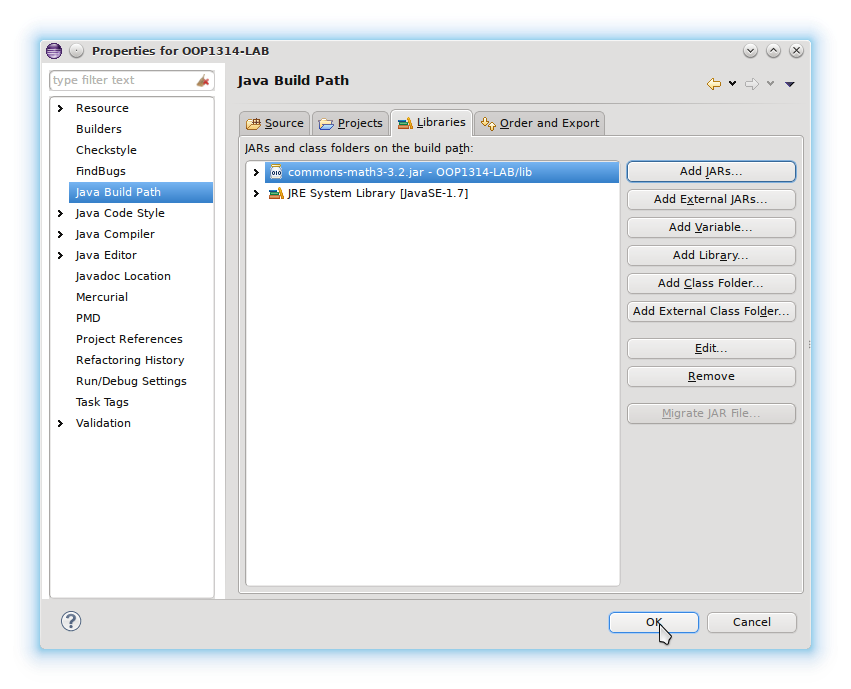 Properties for OOP1314-LAB
type filter text
Resource
Builders
Checkstyle
FindBugs
Java Build Path
Java Code Style
Java Compiler
Java Editor
Javadoc Location
Mercurial
PMD
Project References
Refactoring History
Run/Debug Settings
Task Tags
Validation
Java Build Path
Source
Projects
Libraries
Order and Export
JARs and class folders on the build path:
commons-math3-3.2.jar - OOP1314-LAB/lib
JRE System Library [JavaSE-1.7]
Add JARs...
Add External JARs...
Add Variable...
Add Library...
Add Class Folder...
Add External Class Folder...
Edit...
Remove
Migrate JAR File...
?
OK
Cancel